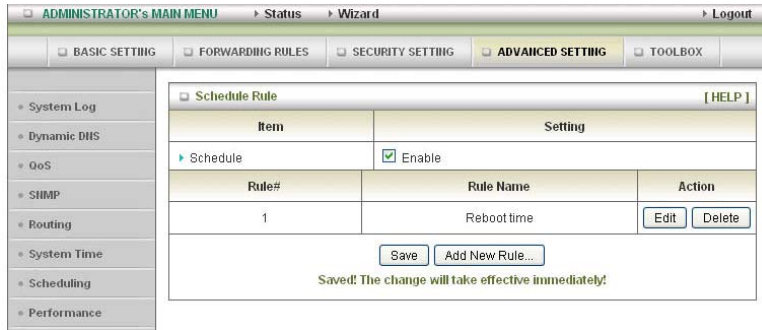 ADMINISTRATOR's MAIN MENU Status Wizard Logout
BASIC SETTING FORWARDING RULES SECURITY SETTING ADVANCED SETTING TOOLBOX
System Log
Dynamic DNS
QoS
SNMP
Routing
System Time
Scheduling
Performance
Schedule Rule [ HELP ]
Item Setting
Schedule Enable
Rule# Rule Name Action
1 Reboot time Edit Delete
Save Add New Rule...
Saved! The change will take effective immediately!